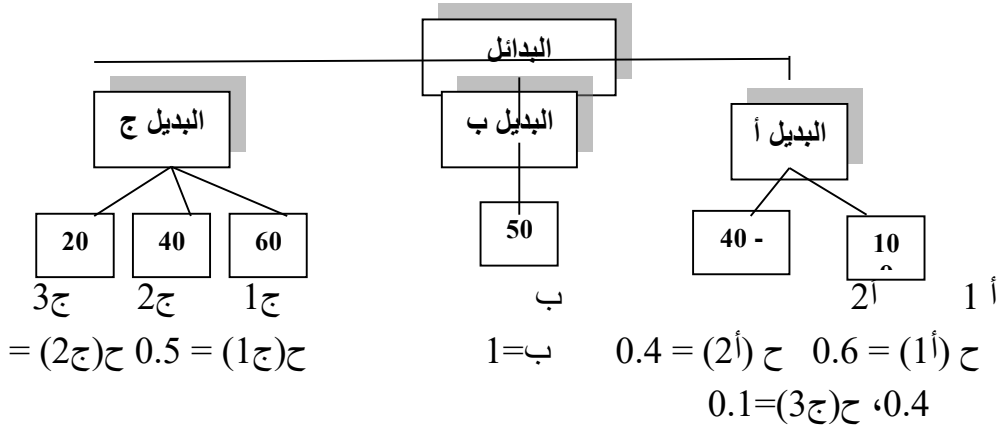 البدائل
البديل أ البديل ب البديل ج
10 40 - 50 60 40 20
أ 1 أ2 ب ج1 ج2 ج3
ح (أ1) = 0.6 ح (أ2) = 0.4 ب=1 ح(ج1) = 0.5 ح(ج2) =
0.4، ح(ج3)=0.1